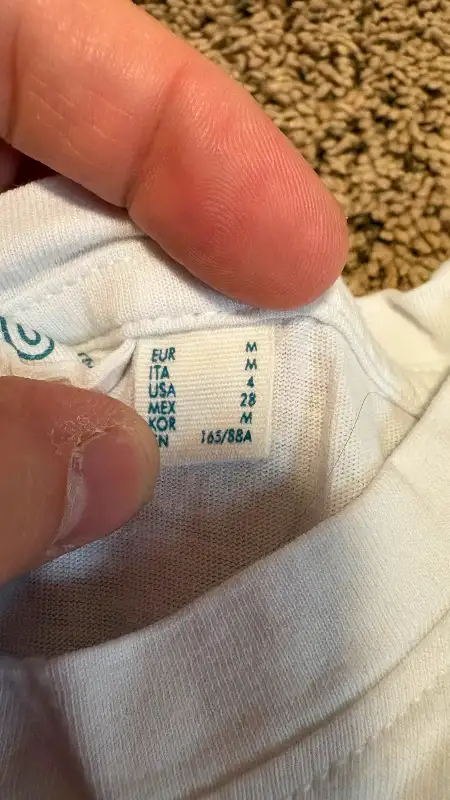 EUR M
ITA M
USA 4
MEX 28
KOR M
165/88A